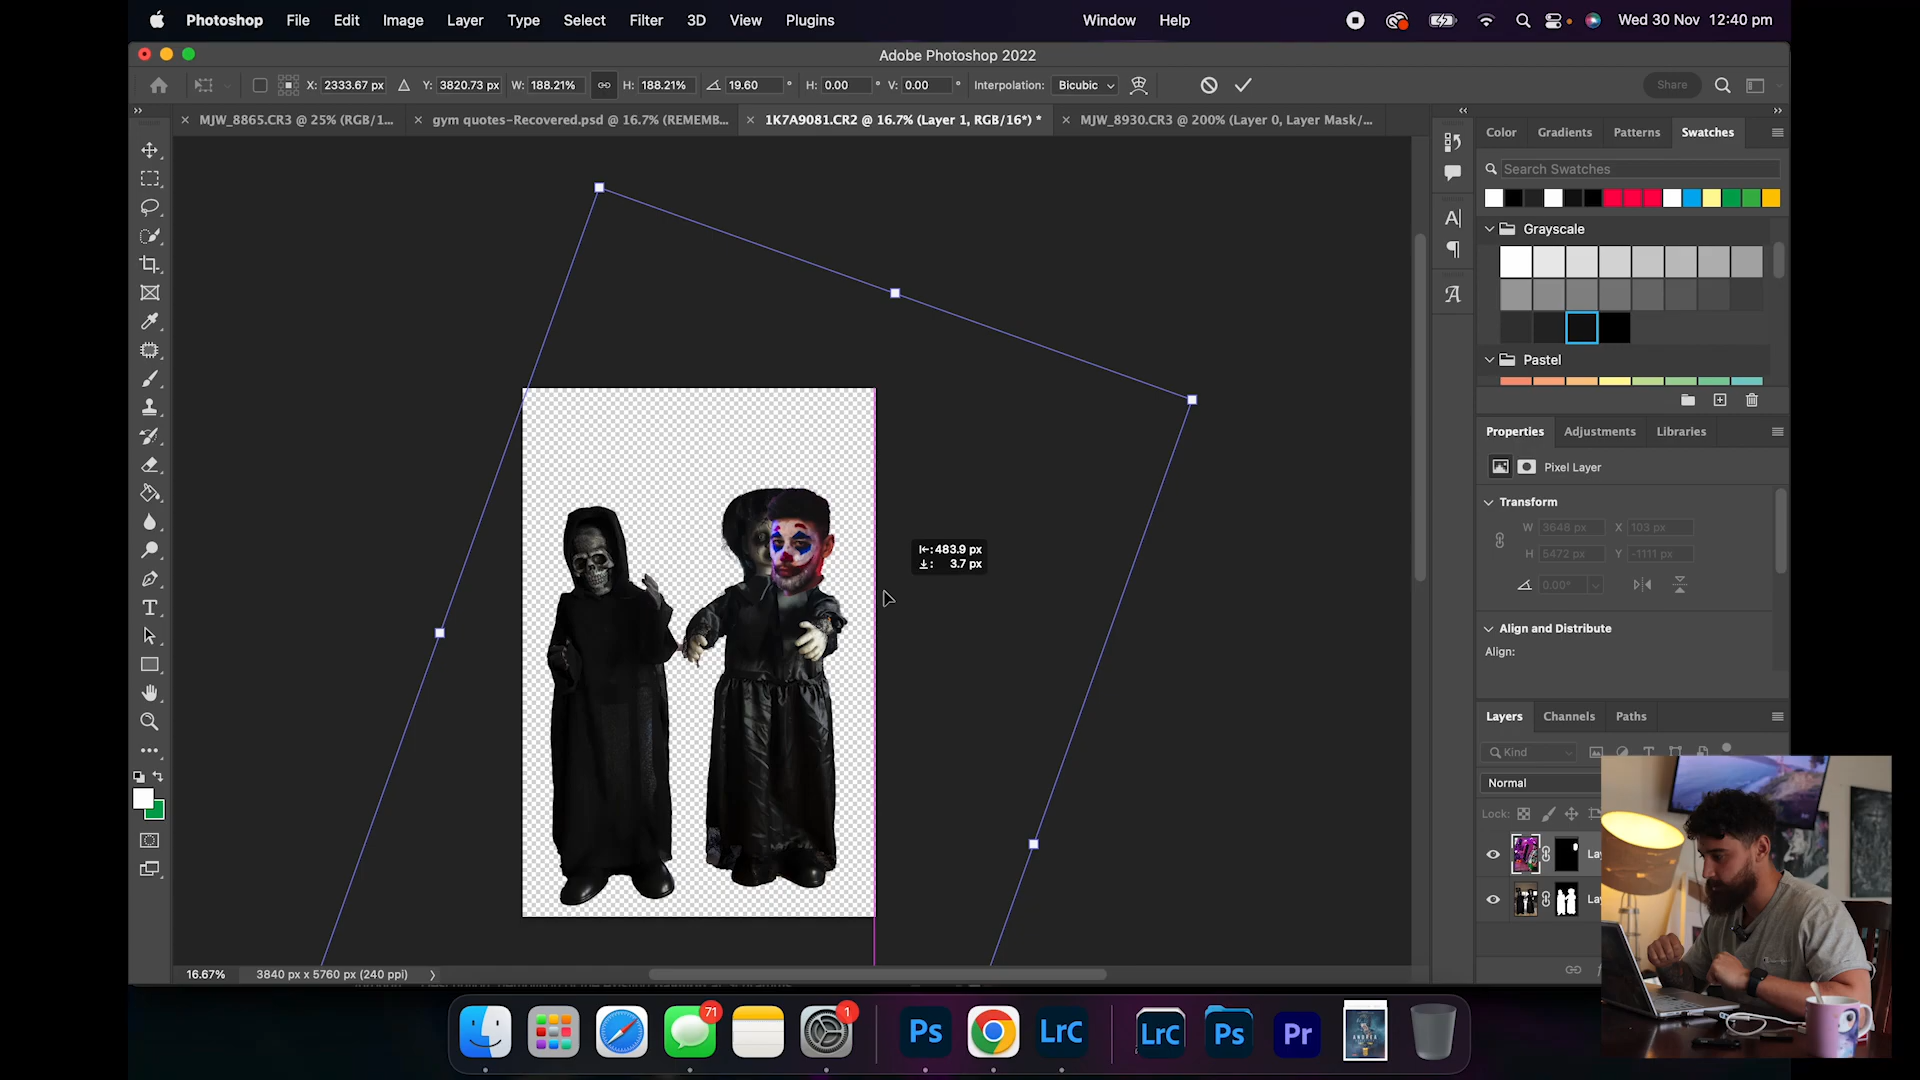 Photoshop File Edit Image Layer Type Select Filter 3D View Plugins Window Help Wed 30 Nov 12:40 pm
Adobe Photoshop 2022
X: 2333.67 px Y: 3820.73 px W: 188.21% H: 188.21% 19.60 ° H: 0.00 ° V: 0.00 ° Interpolation: Bicubic Share
MJW_8865.CR3 @ 25% (RGB/1... gym quotes-Recovered.psd @ 16.7% (REMEMB... 1K7A9081.CR2 @ 16.7% (Layer 1, RGB/16*) * MJW_8930.CR3 @ 200% (Layer 0, Layer Mask/...
Color Gradients Patterns Swatches
Search Swatches
Grayscale
Pastel
Properties Adjustments Libraries
Pixel Layer
Transform
W 3648 px X 103 px
H 5472 px Y -1111 px
0.00°
Align and Distribute
Align:
483.9 px
3.7 px
Layers Channels Paths
Kind
Normal
Lock:
Lay
Lay
16.67% 3840 px x 5760 px (240 ppi)
71
1
Ps LrC LrC Ps Pr